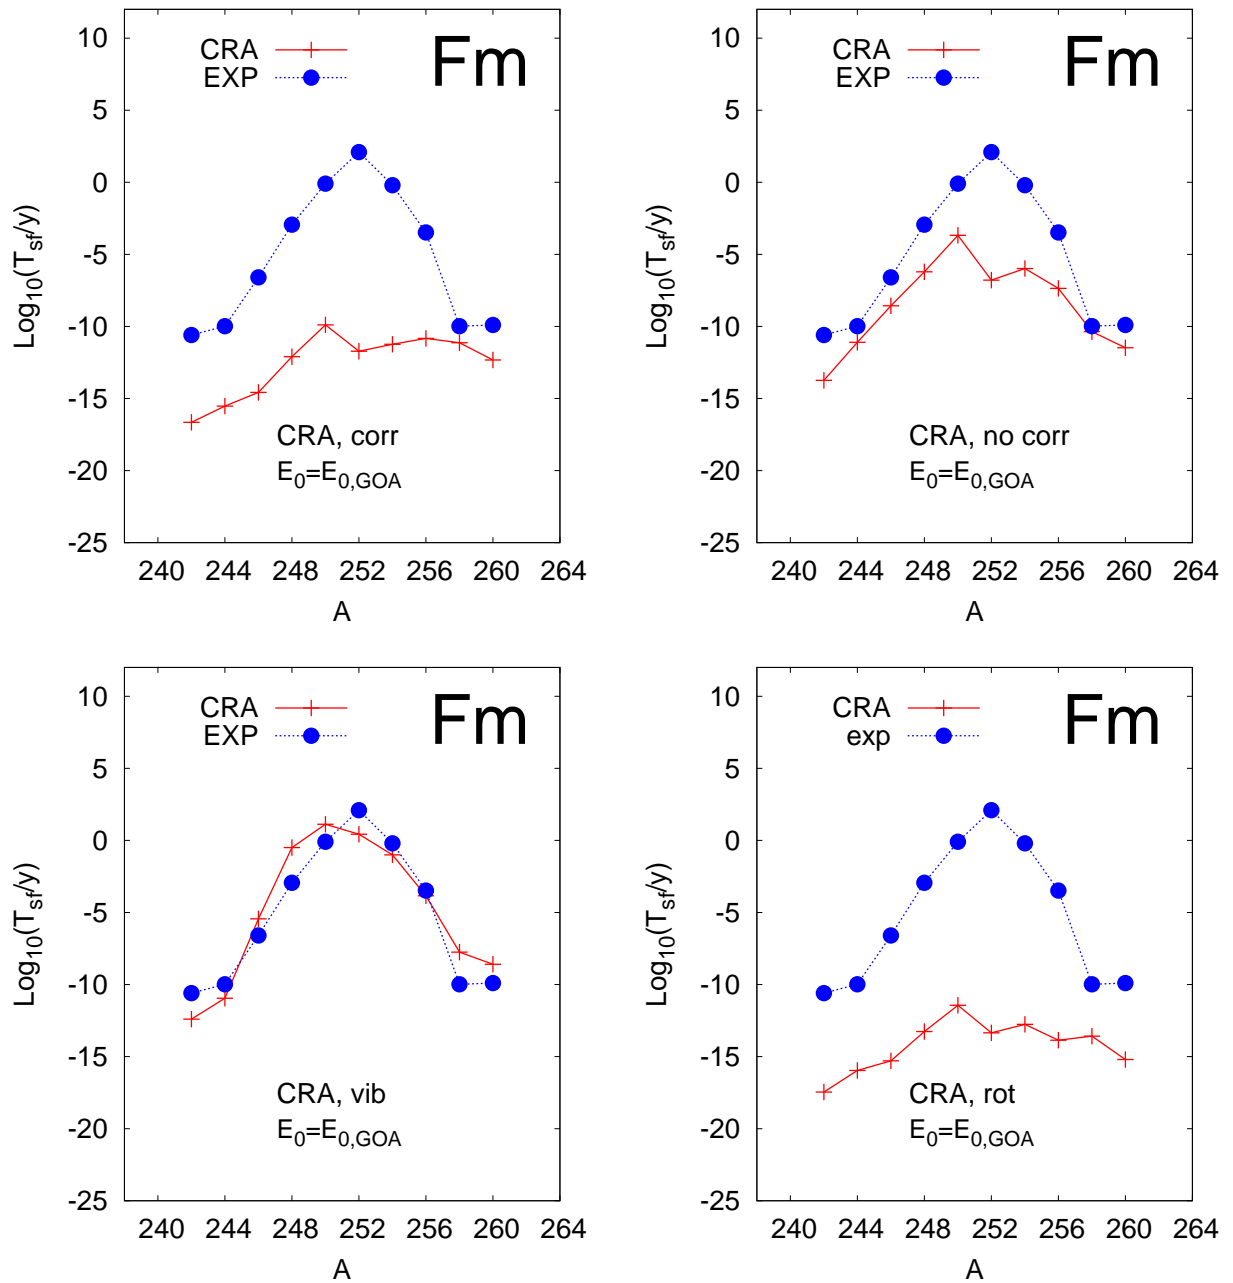 10
5
0
-5
-10
-15
-20
-25
240 244 248 252 256 260 264
Log10(Tsf/y)
A
CRA
EXP
Fm
CRA, corr
E0=E0,GOA
10
5
0
-5
-10
-15
-20
-25
240 244 248 252 256 260 264
Log10(Tsf/y)
A
CRA
EXP
Fm
CRA, no corr
E0=E0,GOA
10
5
0
-5
-10
-15
-20
-25
240 244 248 252 256 260 264
Log10(Tsf/y)
A
CRA
EXP
Fm
CRA, vib
E0=E0,GOA
10
5
0
-5
-10
-15
-20
-25
240 244 248 252 256 260 264
Log10(Tsf/y)
A
CRA
exp
Fm
CRA, rot
E0=E0,GOA